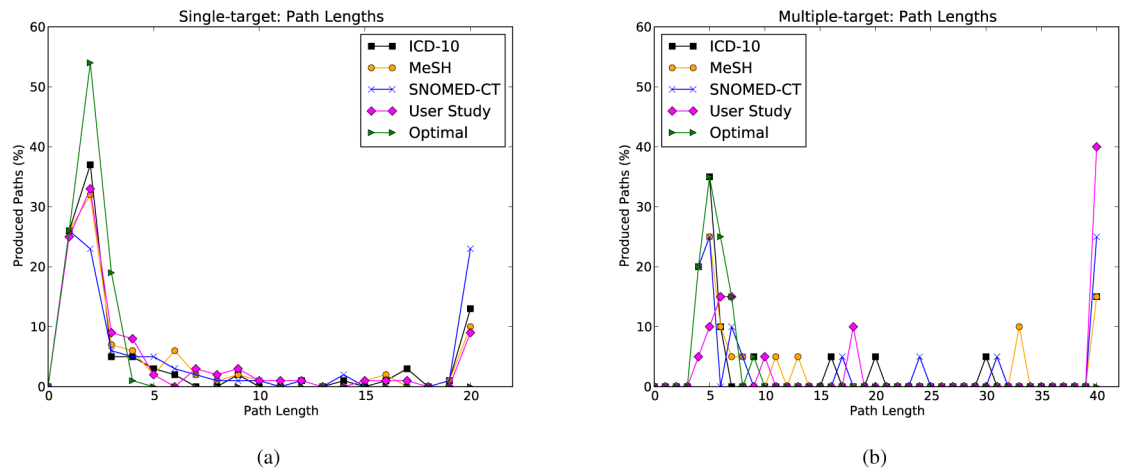 Single-target: Path Lengths
60
50
40
30
20
10
0
Produced Paths (%)
ICD-10
MeSH
SNOMED-CT
User Study
Optimal
0 5 10 15 20
Path Length
(a)
Multiple-target: Path Lengths
60
50
40
30
20
10
0
Produced Paths (%)
ICD-10
MeSH
SNOMED-CT
User Study
Optimal
0 5 10 15 20 25 30 35 40
Path Length
(b)